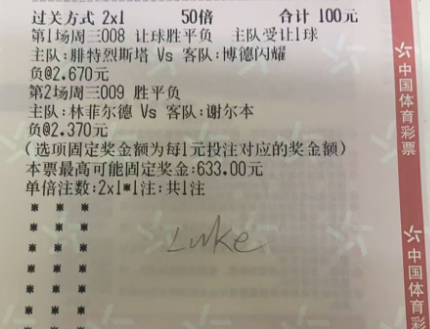 过关方式 2x1 50倍 合计 100元
第1场周三008 让球胜平负 主队受让1球
主队:腓特烈斯塔 Vs 客队:博德闪耀
负@2.670元
第2场周三009 胜平负
主队:林菲尔德 Vs 客队:谢尔本
负@2.370元
(选项固定奖金额为每1元投注对应的奖金额)
本票最高可能固定奖金:633.00元
单倍注数:2x1*1注:共1注
* * *
* * *
* * *
* * *
* * *
* * *
* * *
Luke
中国体育彩票
中国体育彩